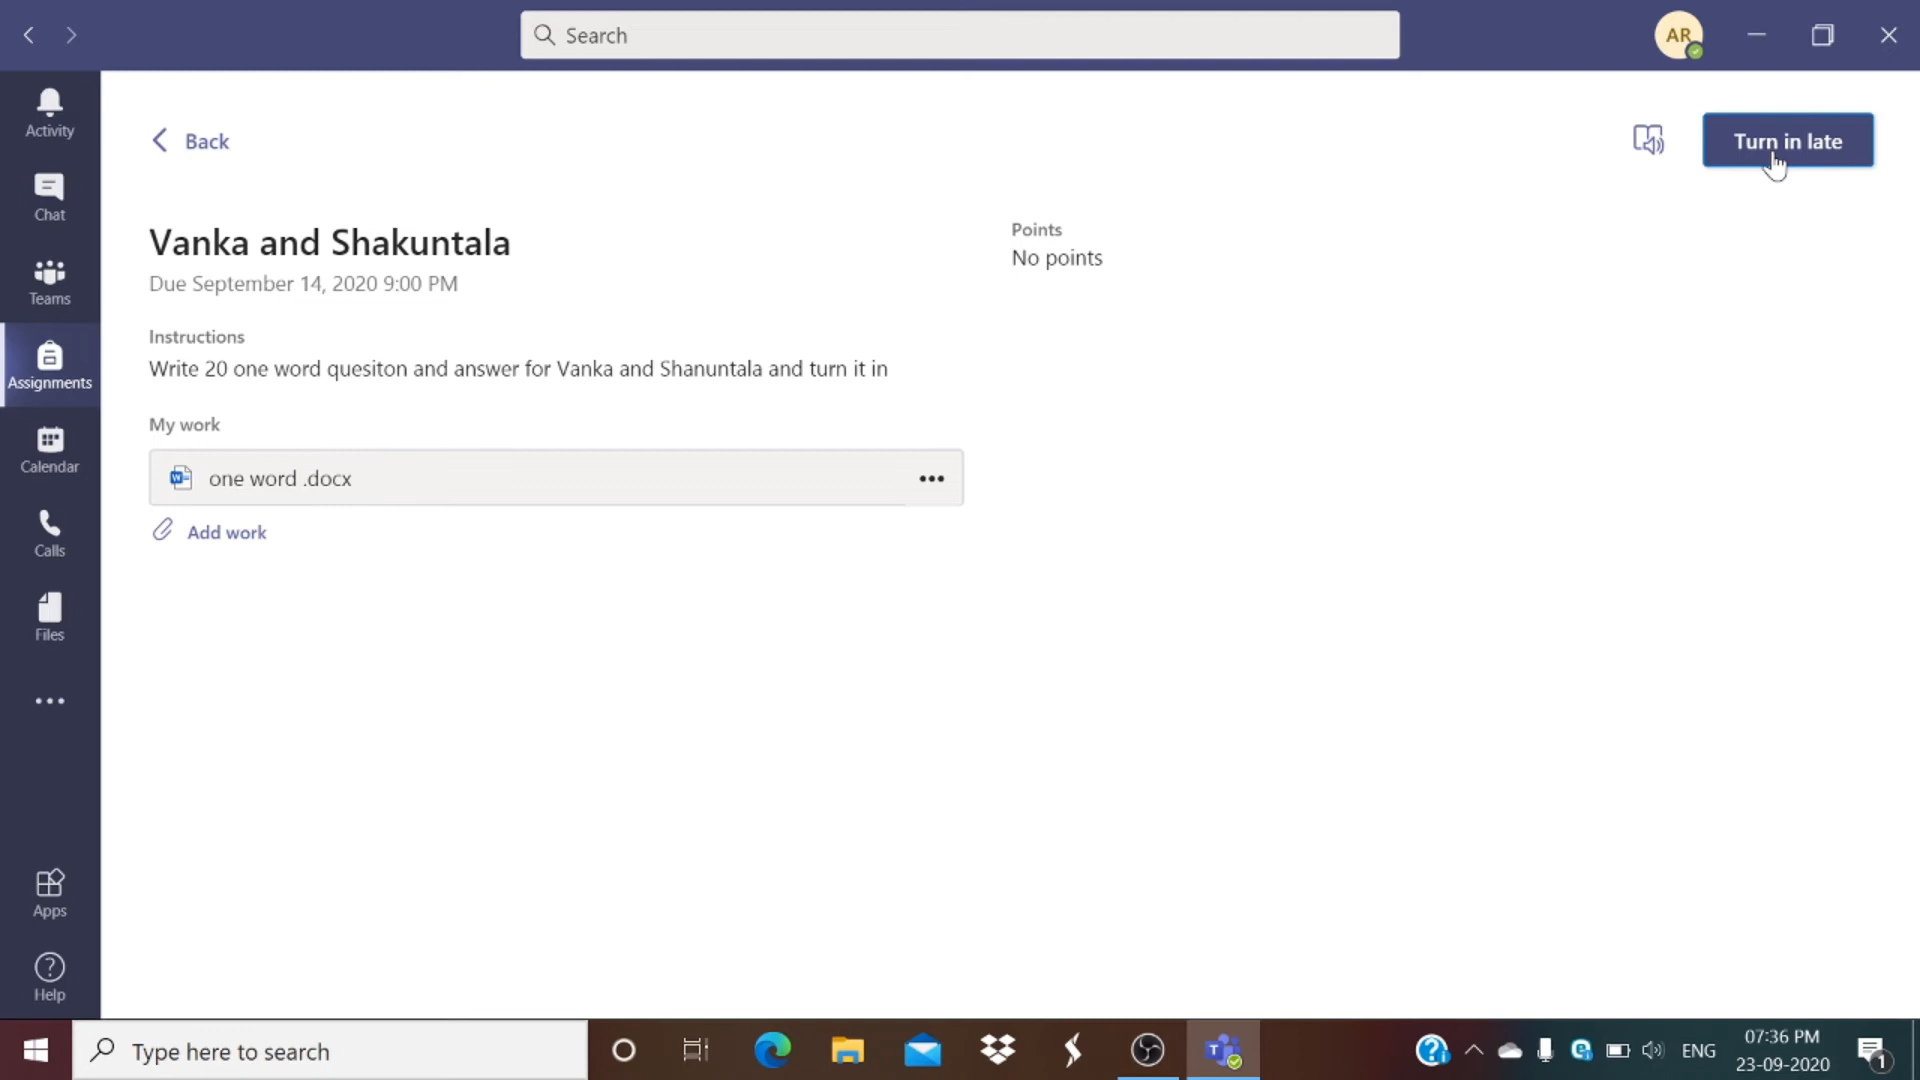 Search
AR
Activity
Chat
Teams
Assignments
Calendar
Calls
Files
Apps
Help
Back
Turn in late
Vanka and Shakuntala
Due September 14, 2020 9:00 PM
Points
No points
Instructions
Write 20 one word quesiton and answer for Vanka and Shanuntala and turn it in
My work
one word .docx
Add work
Type here to search
ENG
07:36 PM
23-09-2020
1